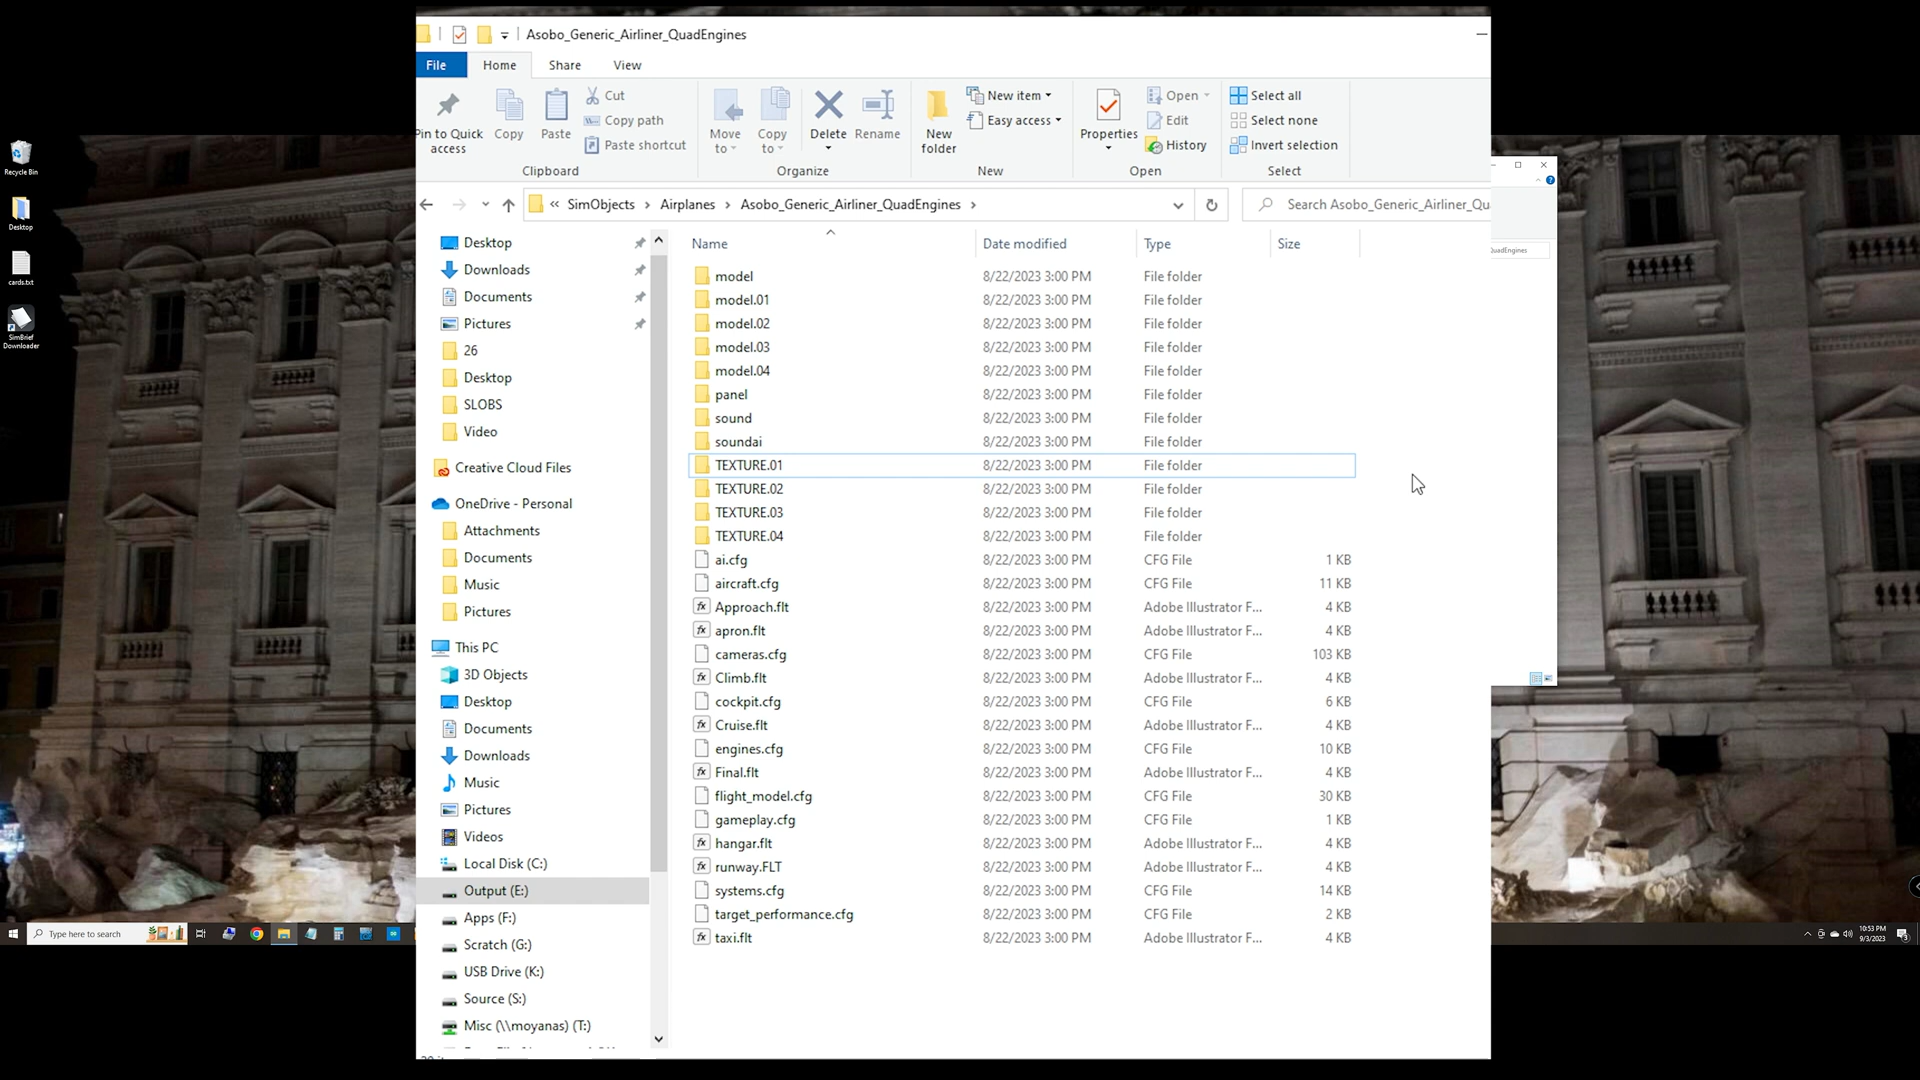 Asobo_Generic_Airliner_QuadEngines
File Home Share View
Pin to Quick access
Copy
Paste
Cut
Copy path
Paste shortcut
Clipboard
Move to
Copy to
Delete
Rename
Organize
New folder
New item
Easy access
New
Properties
Open
Edit
History
Open
Select all
Select none
Invert selection
Select
« SimObjects > Airplanes > Asobo_Generic_Airliner_QuadEngines >
Search Asobo_Generic_Airliner_Qu
QuadEngines
Recycle Bin
Desktop
cards.txt
SimBrief Downloader
Desktop
Downloads
Documents
Pictures
26
Desktop
SLOBS
Video
Creative Cloud Files
OneDrive - Personal
Attachments
Documents
Music
Pictures
This PC
3D Objects
Desktop
Documents
Downloads
Music
Pictures
Videos
Local Disk (C:)
Output (E:)
Apps (F:)
Scratch (G:)
USB Drive (K:)
Source (S:)
Misc (\\moyanas) (T:)
Name Date modified Type Size
model 8/22/2023 3:00 PM File folder
model.01 8/22/2023 3:00 PM File folder
model.02 8/22/2023 3:00 PM File folder
model.03 8/22/2023 3:00 PM File folder
model.04 8/22/2023 3:00 PM File folder
panel 8/22/2023 3:00 PM File folder
sound 8/22/2023 3:00 PM File folder
soundai 8/22/2023 3:00 PM File folder
TEXTURE.01 8/22/2023 3:00 PM File folder
TEXTURE.02 8/22/2023 3:00 PM File folder
TEXTURE.03 8/22/2023 3:00 PM File folder
TEXTURE.04 8/22/2023 3:00 PM File folder
ai.cfg 8/22/2023 3:00 PM CFG File 1 KB
aircraft.cfg 8/22/2023 3:00 PM CFG File 11 KB
Approach.flt 8/22/2023 3:00 PM Adobe Illustrator F... 4 KB
apron.flt 8/22/2023 3:00 PM Adobe Illustrator F... 4 KB
cameras.cfg 8/22/2023 3:00 PM CFG File 103 KB
Climb.flt 8/22/2023 3:00 PM Adobe Illustrator F... 4 KB
cockpit.cfg 8/22/2023 3:00 PM CFG File 6 KB
Cruise.flt 8/22/2023 3:00 PM Adobe Illustrator F... 4 KB
engines.cfg 8/22/2023 3:00 PM CFG File 10 KB
Final.flt 8/22/2023 3:00 PM Adobe Illustrator F... 4 KB
flight_model.cfg 8/22/2023 3:00 PM CFG File 30 KB
gameplay.cfg 8/22/2023 3:00 PM CFG File 1 KB
hangar.flt 8/22/2023 3:00 PM Adobe Illustrator F... 4 KB
runway.FLT 8/22/2023 3:00 PM Adobe Illustrator F... 4 KB
systems.cfg 8/22/2023 3:00 PM CFG File 14 KB
target_performance.cfg 8/22/2023 3:00 PM CFG File 2 KB
taxi.flt 8/22/2023 3:00 PM Adobe Illustrator F... 4 KB
Type here to search
10:53 PM
9/3/2023